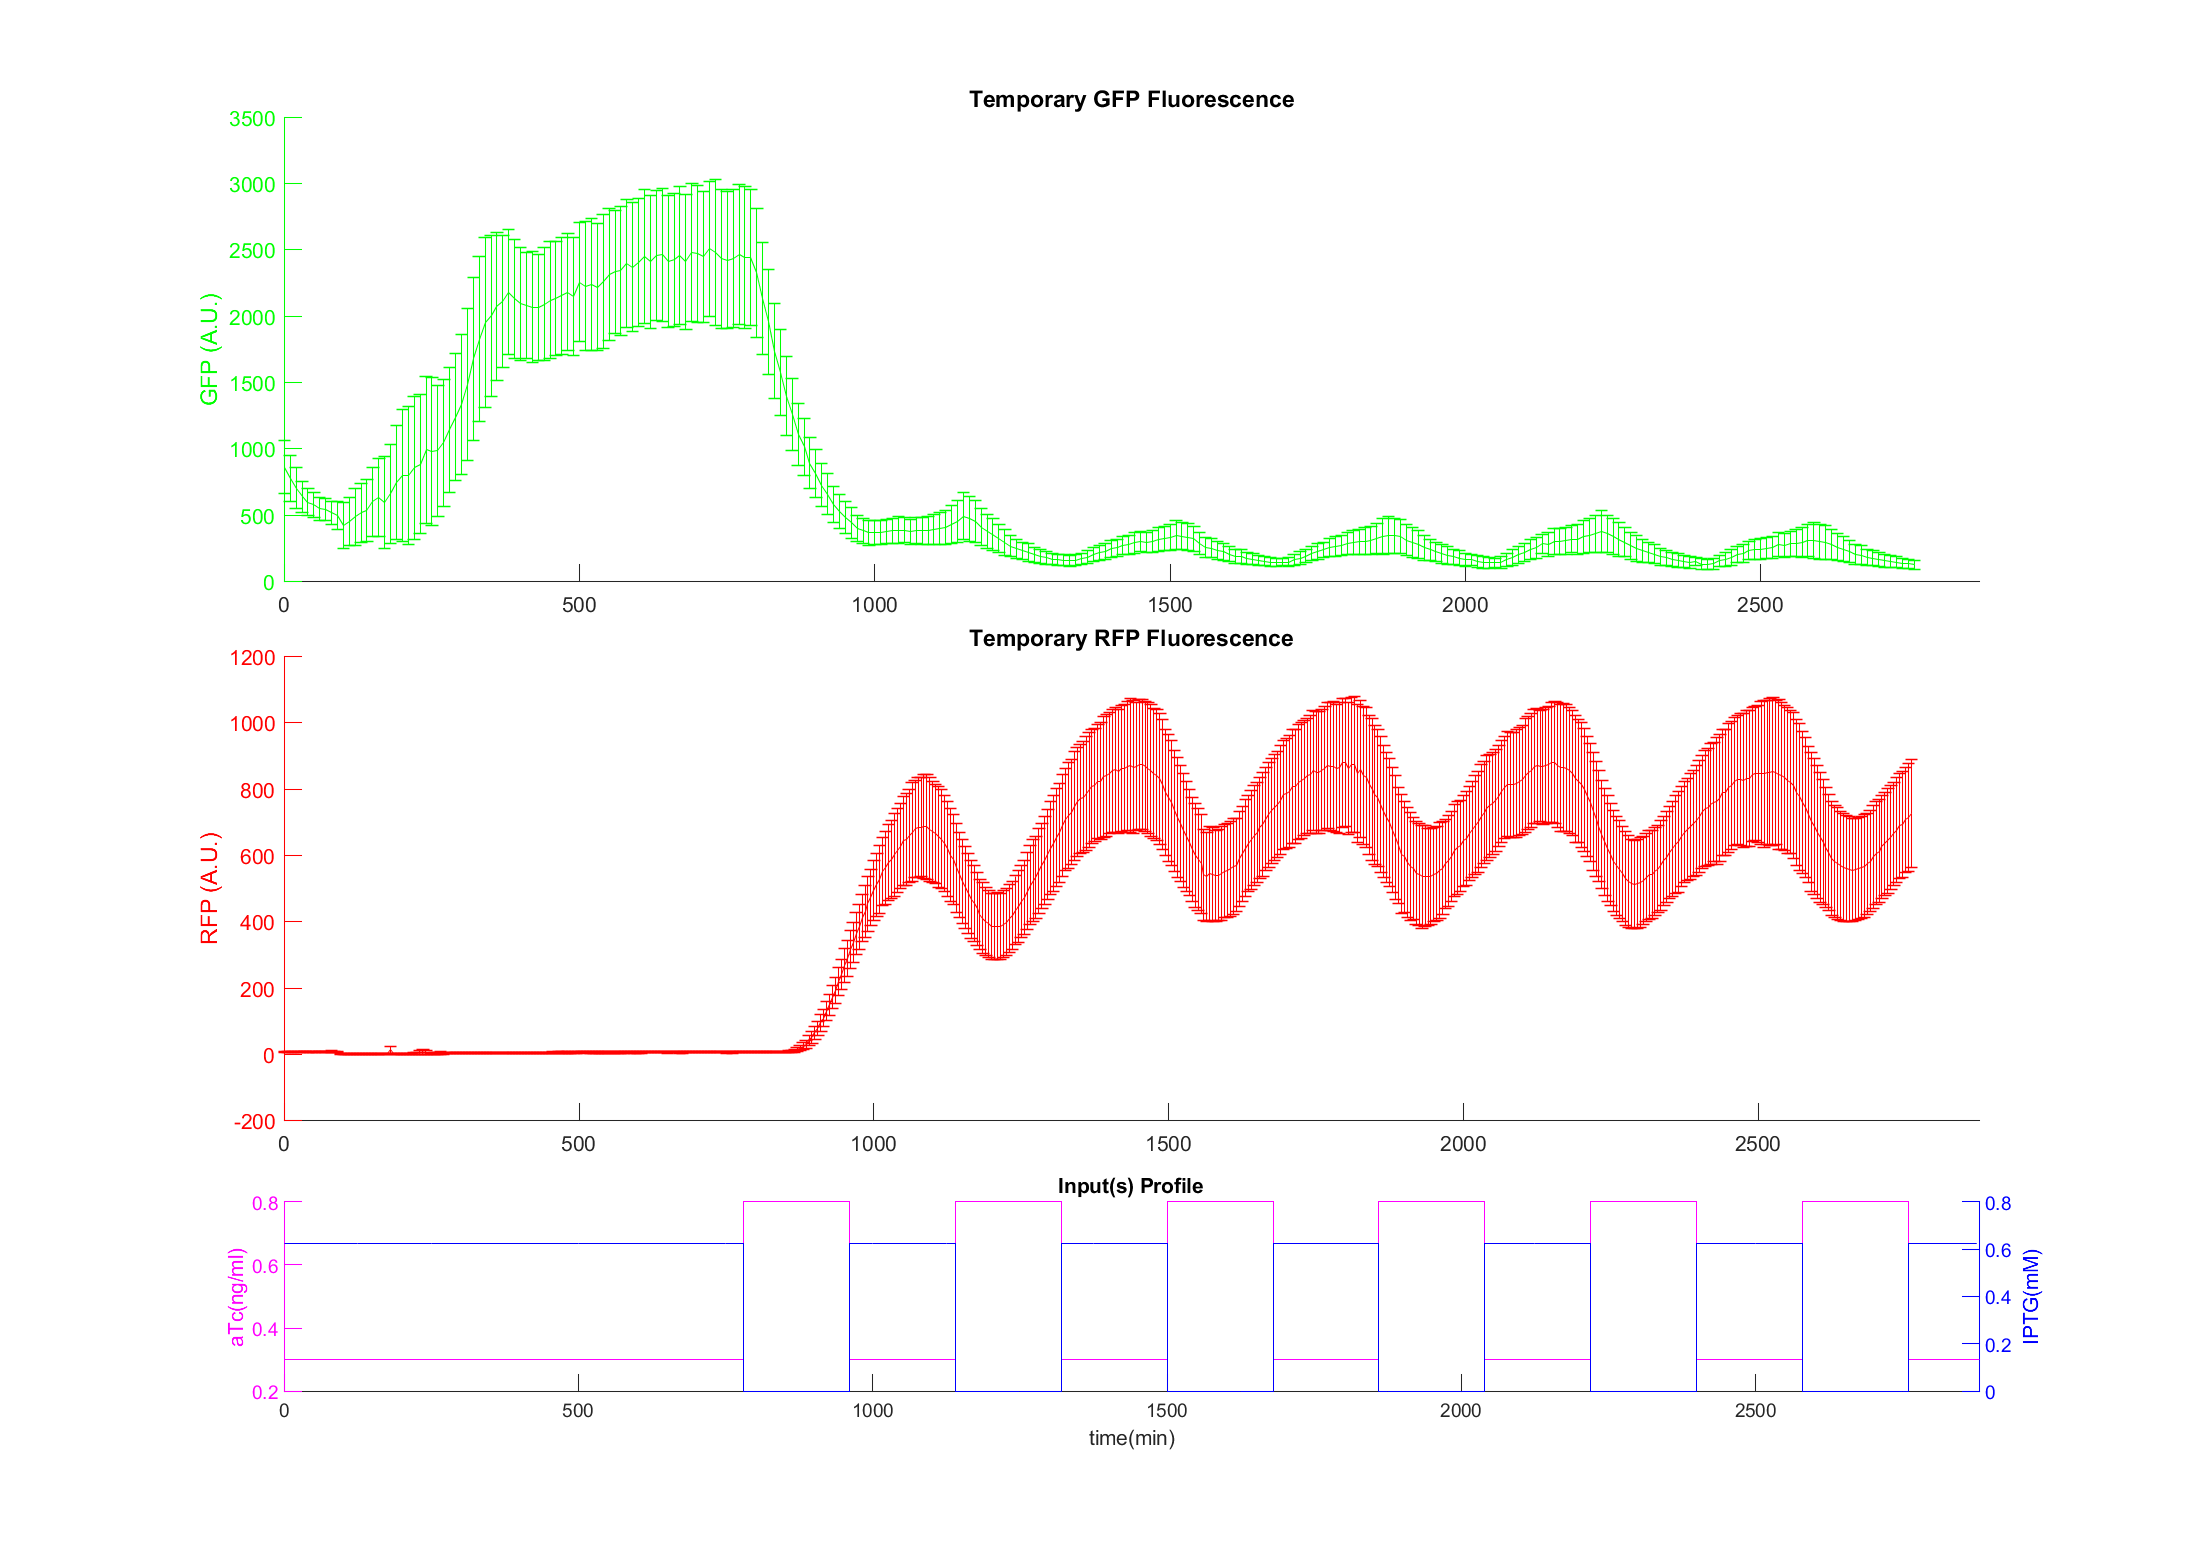 Temporary GFP Fluorescence
3500
3000
2500
2000
1500
1000
500
0
GFP (A.U.)
0 500 1000 1500 2000 2500
Temporary RFP Fluorescence
1200
1000
800
600
400
200
0
-200
RFP (A.U.)
0 500 1000 1500 2000 2500
Input(s) Profile
0.8
0.6
0.4
0.2
aTc(ng/ml)
0.8
0.6
0.4
0.2
0
IPTG(mM)
0 500 1000 1500 2000 2500
time(min)